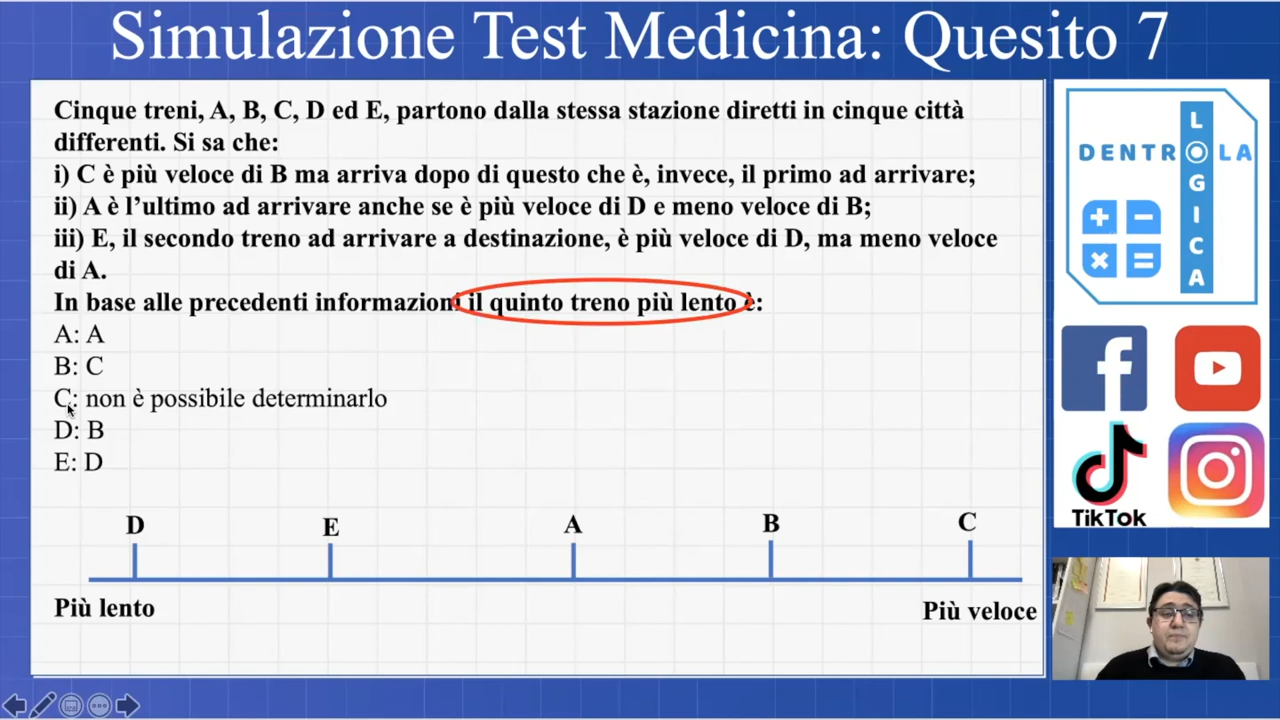 Simulazione Test Medicina: Quesito 7
Cinque treni, A, B, C, D ed E, partono dalla stessa stazione diretti in cinque città
differenti. Si sa che:
i) C è più veloce di B ma arriva dopo di questo che è, invece, il primo ad arrivare;
ii) A è l’ultimo ad arrivare anche se è più veloce di D e meno veloce di B;
iii) E, il secondo treno ad arrivare a destinazione, è più veloce di D, ma meno veloce
di A.
In base alle precedenti informazioni il quinto treno più lento è:
A: A
B: C
C: non è possibile determinarlo
D: B
E: D
D E A B C
Più lento Più veloce
DENTRO LA
LOGICA
TikTok